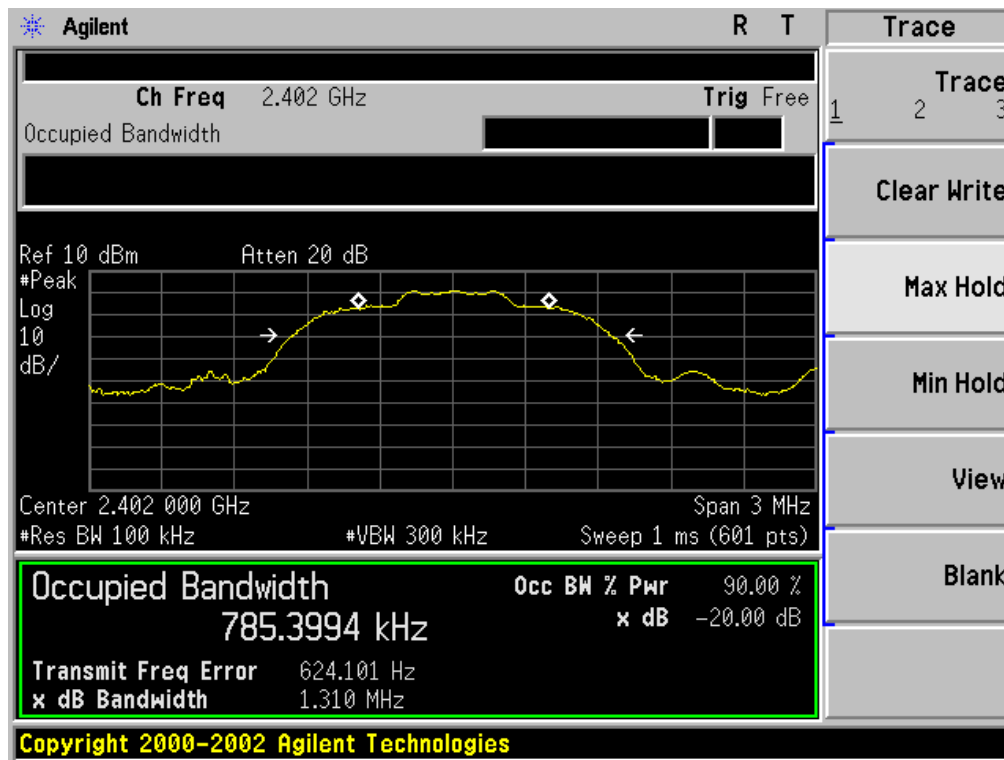 Agilent R T Trace
Ch Freq 2.402 GHz Trig Free
Occupied Bandwidth
Trace
1 2 3
Clear Write
Max Hold
Min Hold
View
Blank
Ref 10 dBm Atten 20 dB
#Peak
Log
10
dB/
Center 2.402 000 GHz Span 3 MHz
#Res BW 100 kHz #VBW 300 kHz Sweep 1 ms (601 pts)
Occupied Bandwidth
785.3994 kHz
Occ BW % Pwr 90.00 %
x dB -20.00 dB
Transmit Freq Error 624.101 Hz
x dB Bandwidth 1.310 MHz
Copyright 2000-2002 Agilent Technologies